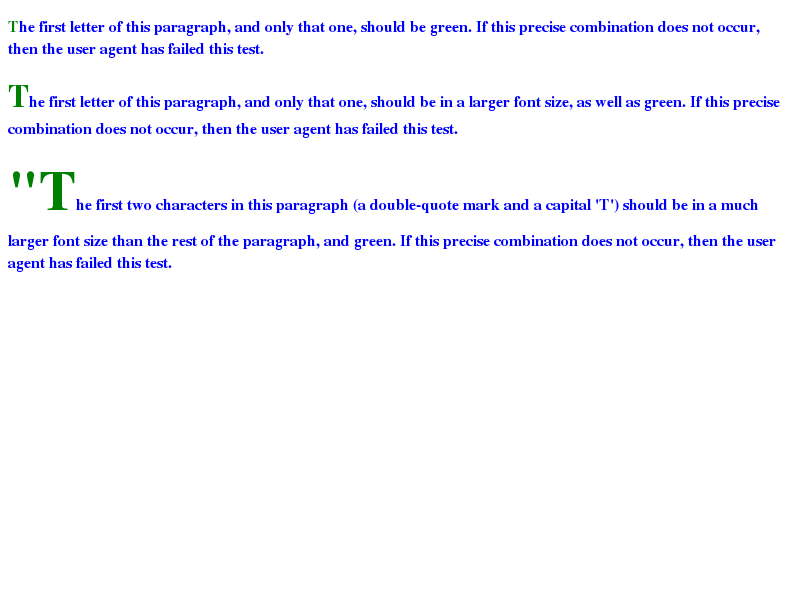 The first letter of this paragraph, and only that one, should be green. If this precise combination does not occur,
then the user agent has failed this test.
The first letter of this paragraph, and only that one, should be in a larger font size, as well as green. If this precise
combination does not occur, then the user agent has failed this test.
"The first two characters in this paragraph (a double-quote mark and a capital 'T') should be in a much
larger font size than the rest of the paragraph, and green. If this precise combination does not occur, then the user
agent has failed this test.